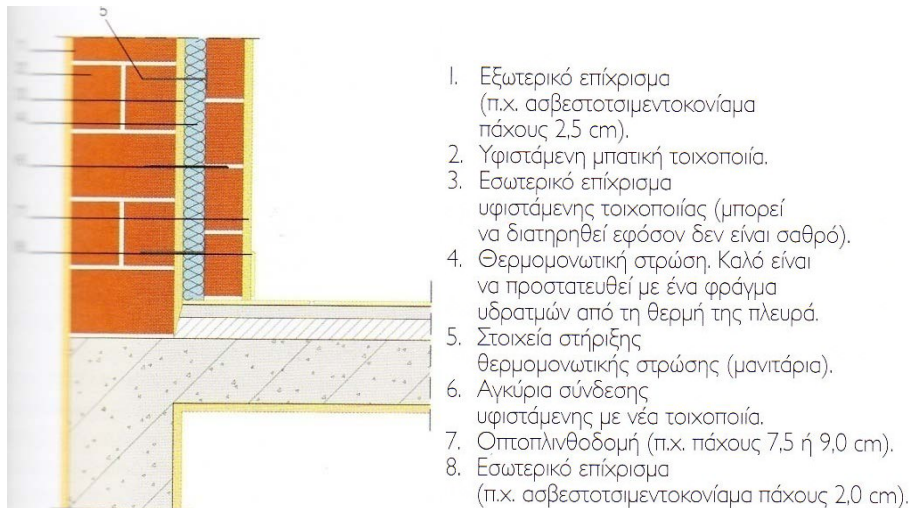 5
1. Εξωτερικό επίχρισμα
(π.χ. ασβεστοτσιμεντοκονίαμα
πάχους 2,5 cm).
2. Υφιστάμενη μπατική τοιχοποιία.
3. Εσωτερικό επίχρισμα
υφιστάμενης τοιχοποιίας (μπορεί
να διατηρηθεί εφόσον δεν είναι σαθρό).
4. Θερμομονωτική στρώση. Καλό είναι
να προστατευθεί με ένα φράγμα
υδρατμών από τη θερμή της πλευρά.
5. Στοιχεία στήριξης
θερμομονωτικής στρώσης (μανιτάρια).
6. Αγκύρια σύνδεσης
υφιστάμενης με νέα τοιχοποιία.
7. Οπτοπλινθοδομή (π.χ. πάχους 7,5 ή 9,0 cm).
8. Εσωτερικό επίχρισμα
(π.χ. ασβεστοτσιμεντοκονίαμα πάχους 2,0 cm).